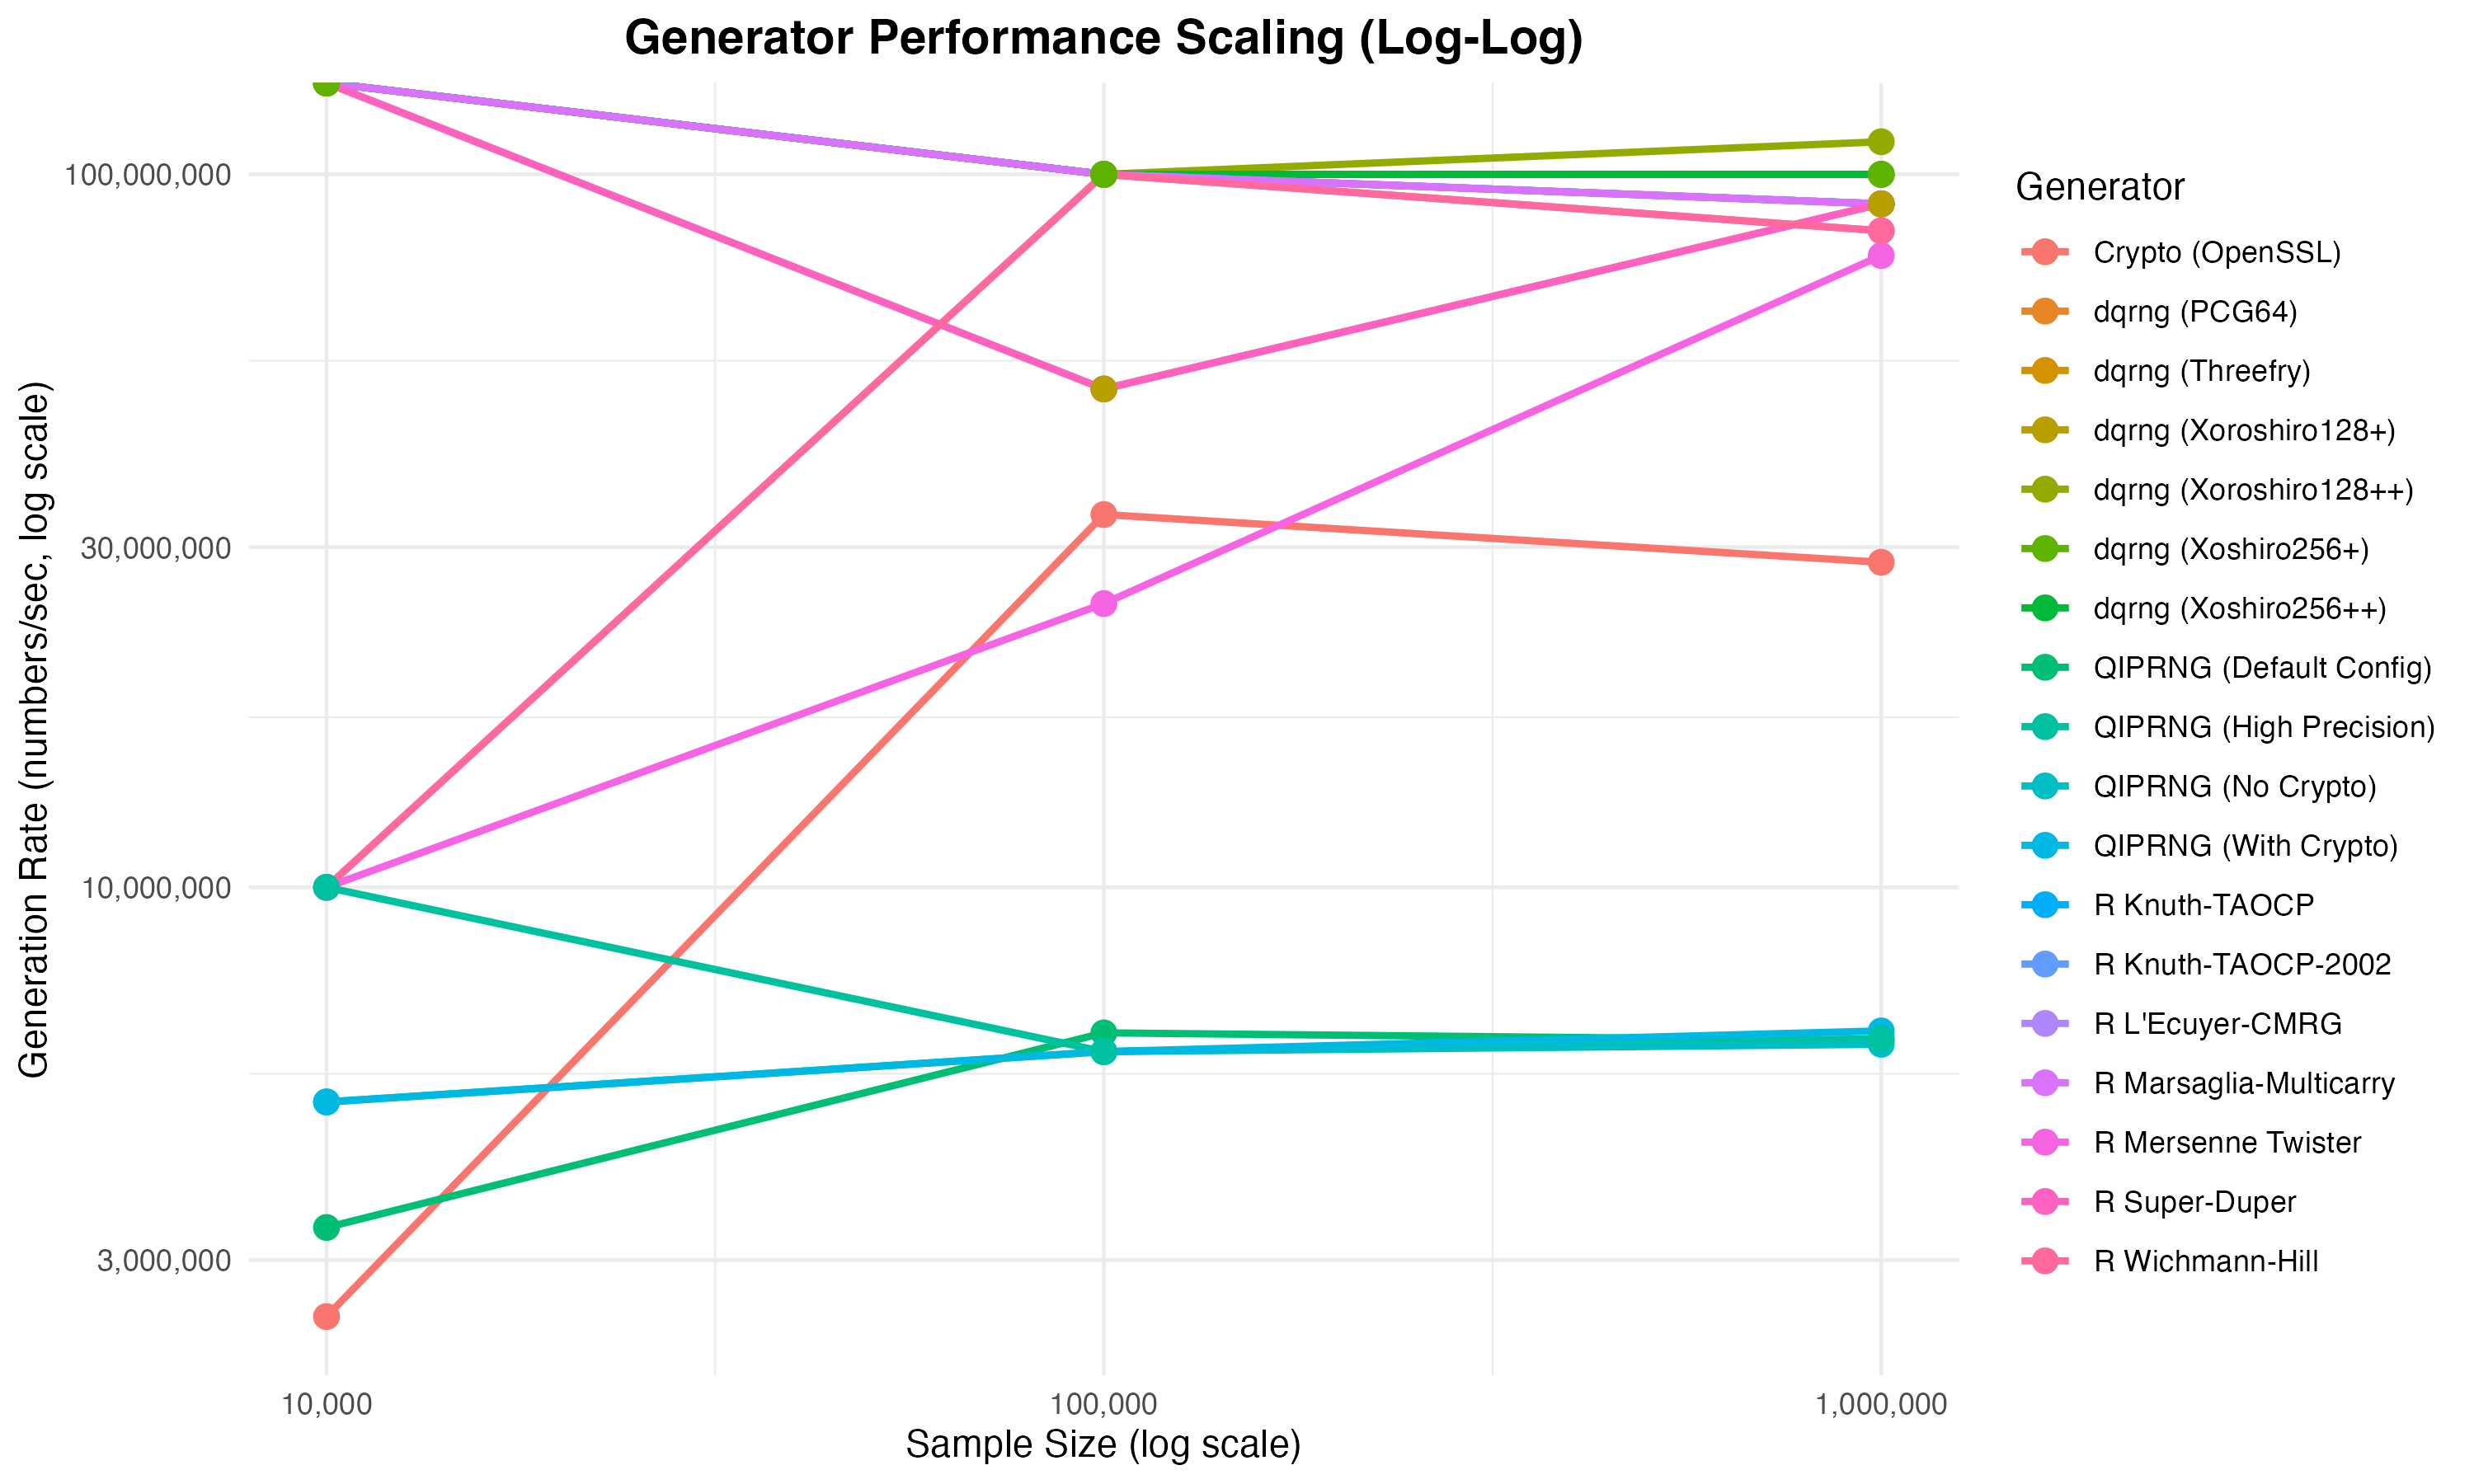 Generator Performance Scaling (Log-Log)
Generation Rate (numbers/sec, log scale)
100,000,000
30,000,000
10,000,000
3,000,000
10,000
100,000
1,000,000
Sample Size (log scale)
Generator
Crypto (OpenSSL)
dqrng (PCG64)
dqrng (Threefry)
dqrng (Xoroshiro128+)
dqrng (Xoroshiro128++)
dqrng (Xoshiro256+)
dqrng (Xoshiro256++)
QIPRNG (Default Config)
QIPRNG (High Precision)
QIPRNG (No Crypto)
QIPRNG (With Crypto)
R Knuth-TAOCP
R Knuth-TAOCP-2002
R L'Ecuyer-CMRG
R Marsaglia-Multicarry
R Mersenne Twister
R Super-Duper
R Wichmann-Hill